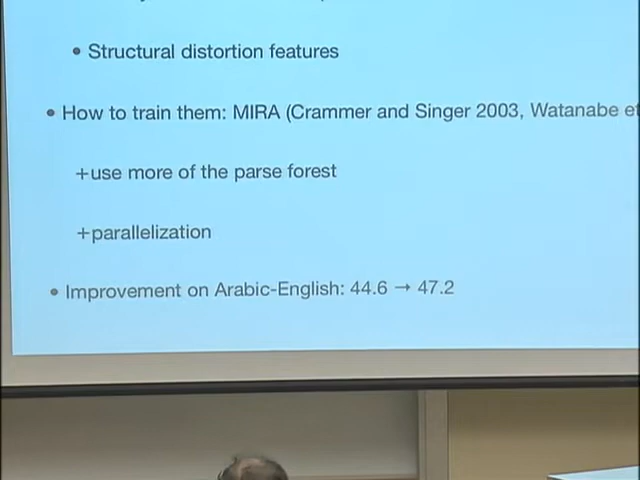 • Structural distortion features
• How to train them: MIRA (Crammer and Singer 2003, Watanabe et
+use more of the parse forest
+parallelization
• Improvement on Arabic-English: 44.6 → 47.2